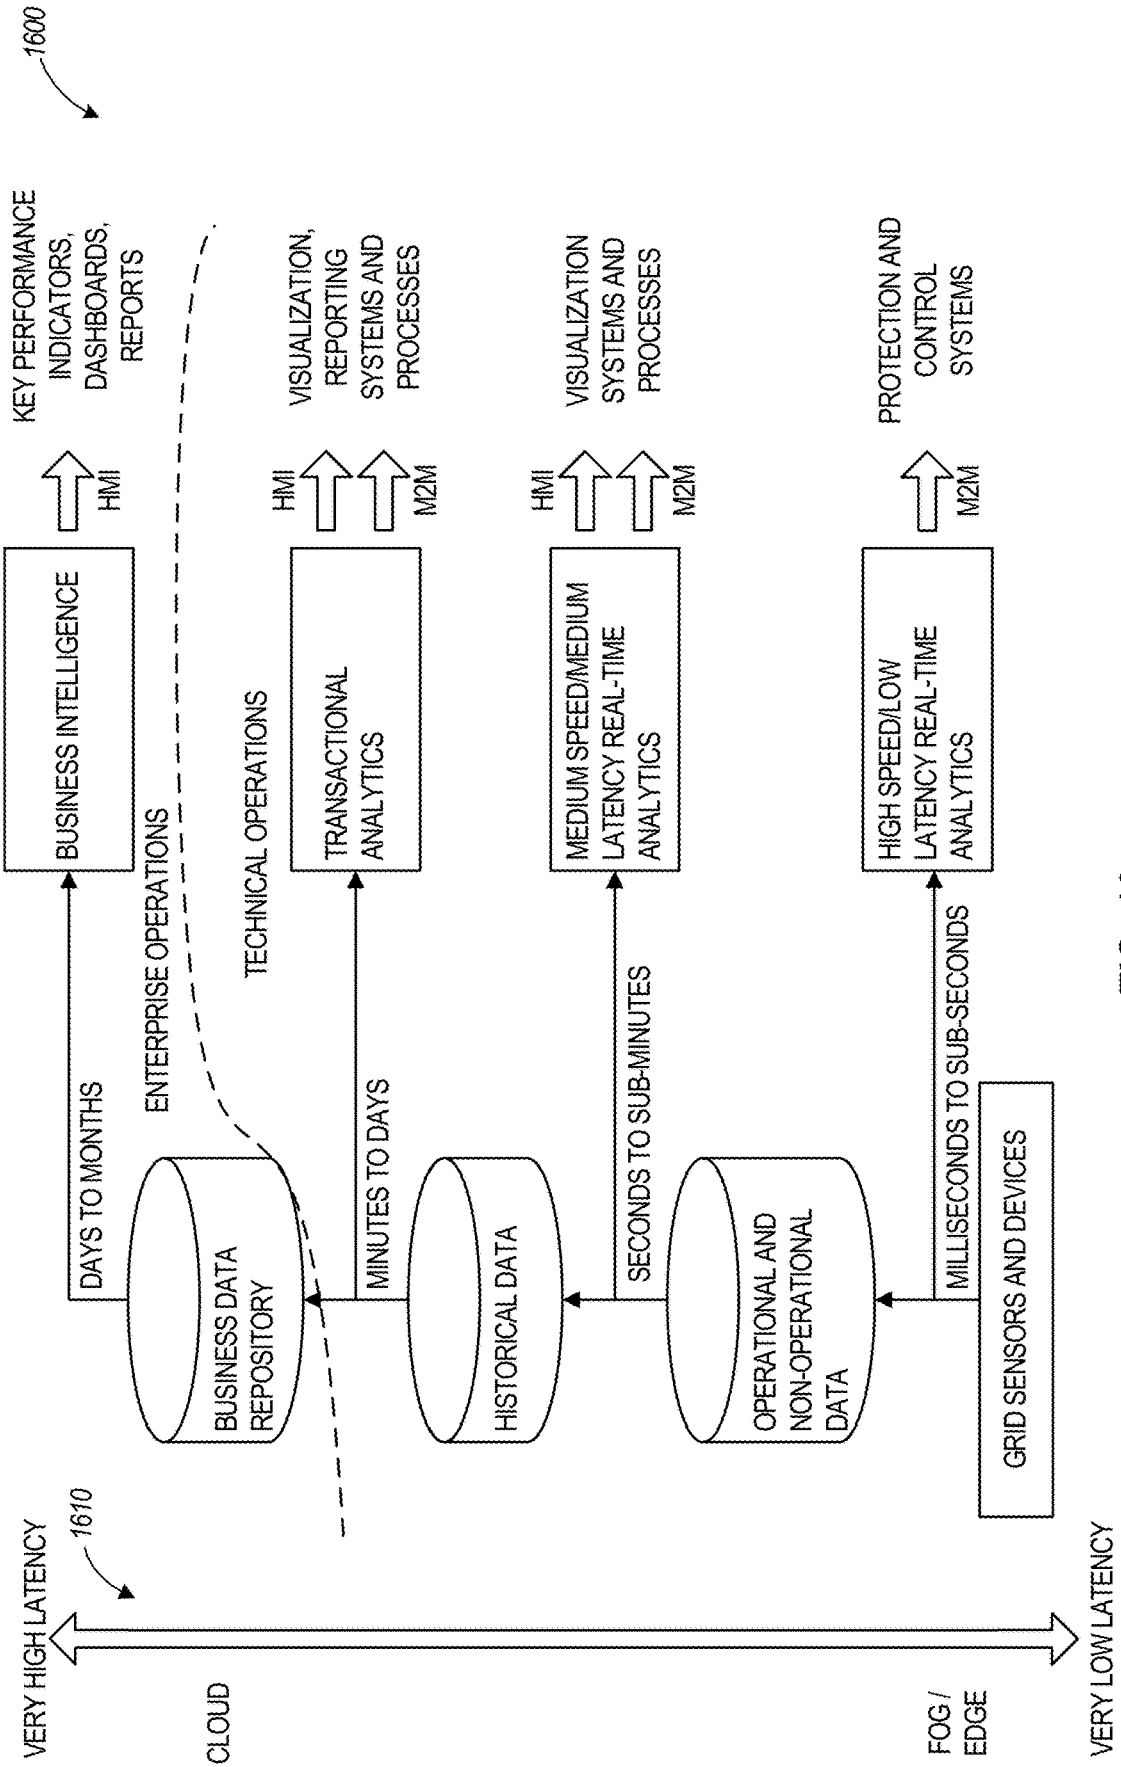 1600
VERY HIGH LATENCY
1610
CLOUD
FOG /
EDGE
VERY LOW LATENCY
DAYS TO MONTHS
BUSINESS INTELLIGENCE
HMI
KEY PERFORMANCE
INDICATORS,
DASHBOARDS,
REPORTS
BUSINESS DATA
REPOSITORY
ENTERPRISE OPERATIONS
TECHNICAL OPERATIONS
MINUTES TO DAYS
TRANSACTIONAL
ANALYTICS
HMI
M2M
VISUALIZATION,
REPORTING
SYSTEMS AND
PROCESSES
HISTORICAL DATA
SECONDS TO SUB-MINUTES
MEDIUM SPEED/MEDIUM
LATENCY REAL-TIME
ANALYTICS
HMI
M2M
VISUALIZATION
SYSTEMS AND
PROCESSES
OPERATIONAL AND
NON-OPERATIONAL
DATA
MILLISECONDS TO SUB-SECONDS
HIGH SPEED/LOW
LATENCY REAL-TIME
ANALYTICS
M2M
PROTECTION AND
CONTROL
SYSTEMS
GRID SENSORS AND DEVICES